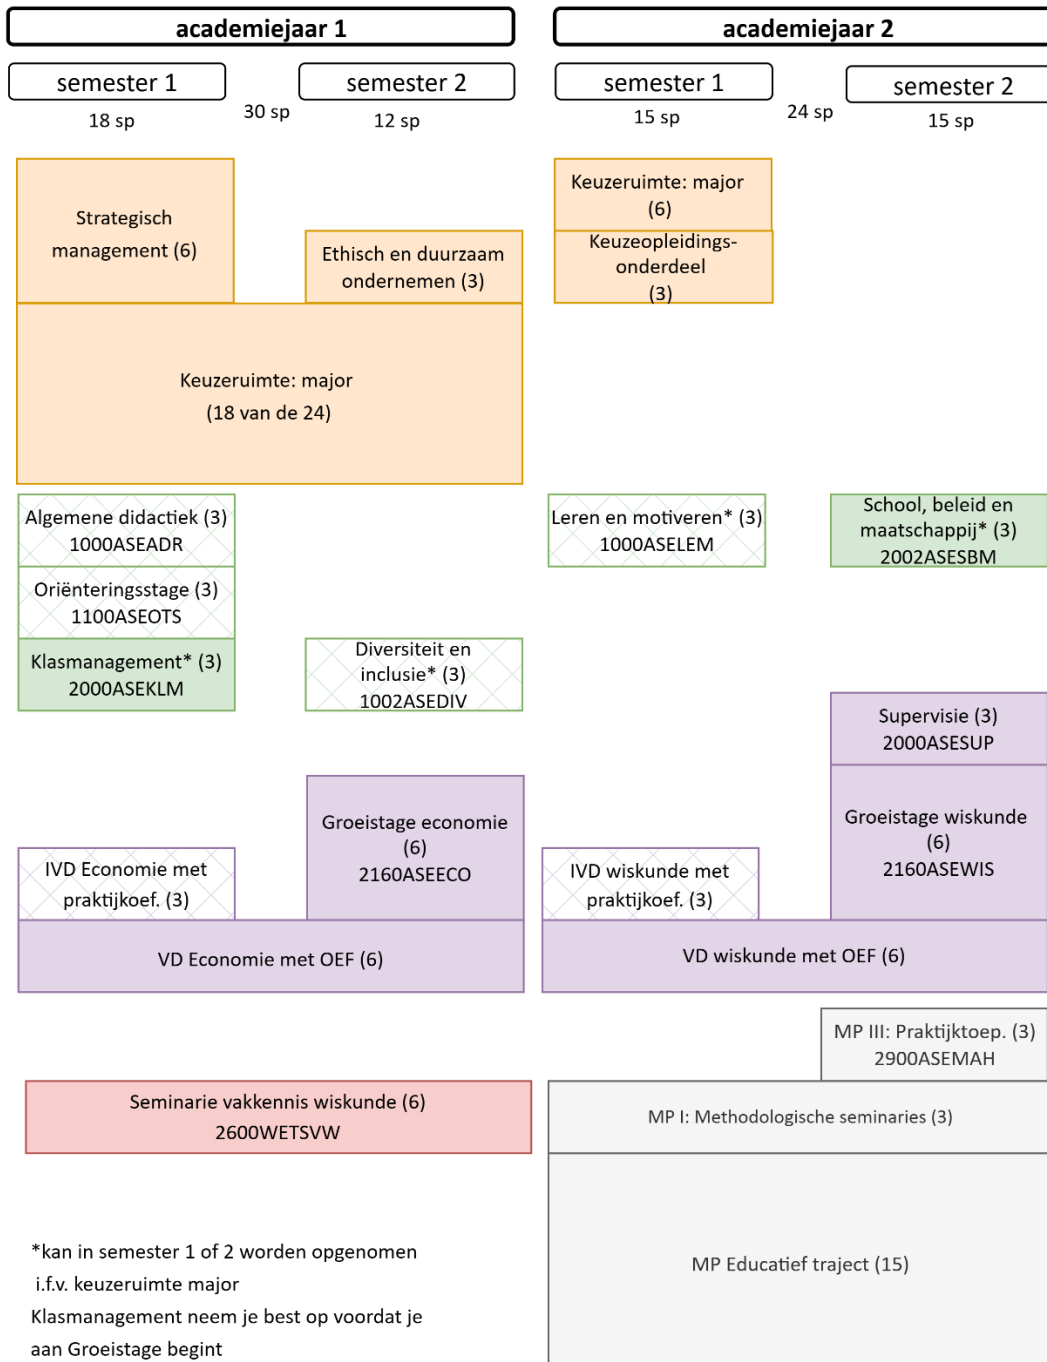 academiejaar 1
academiejaar 2
semester 1
semester 2
semester 1
semester 2
18 sp
30 sp
12 sp
15 sp
24 sp
15 sp
Strategisch
management (6)
Ethisch en duurzaam
ondernemen (3)
Keuzeruimte: major
(6)
Keuzeopleidings-
onderdeel
(3)
Keuzeruimte: major
(18 van de 24)
Algemene didactiek (3)
1000ASEADR
Oriënteringsstage (3)
1100ASEOTS
Klasmanagement* (3)
2000ASEKLM
Diversiteit en
inclusie* (3)
1002ASEDIV
Leren en motiveren* (3)
1000ASELEM
School, beleid en
maatschappij* (3)
2002ASESBM
Supervisie (3)
2000ASESUP
Groeistage economie
(6)
2160ASEECO
Groeistage wiskunde
(6)
2160ASEWIS
IVD Economie met
praktijkoef. (3)
IVD wiskunde met
praktijkoef. (3)
VD Economie met OEF (6)
VD wiskunde met OEF (6)
MP III: Praktijktoep. (3)
2900ASEMAH
Seminarie vakkennis wiskunde (6)
2600WETSVW
MP I: Methodologische seminaries (3)
MP Educatief traject (15)
*kan in semester 1 of 2 worden opgenomen
i.f.v. keuzeruimte major
Klasmanagement neem je best op voordat je
aan Groeistage begint